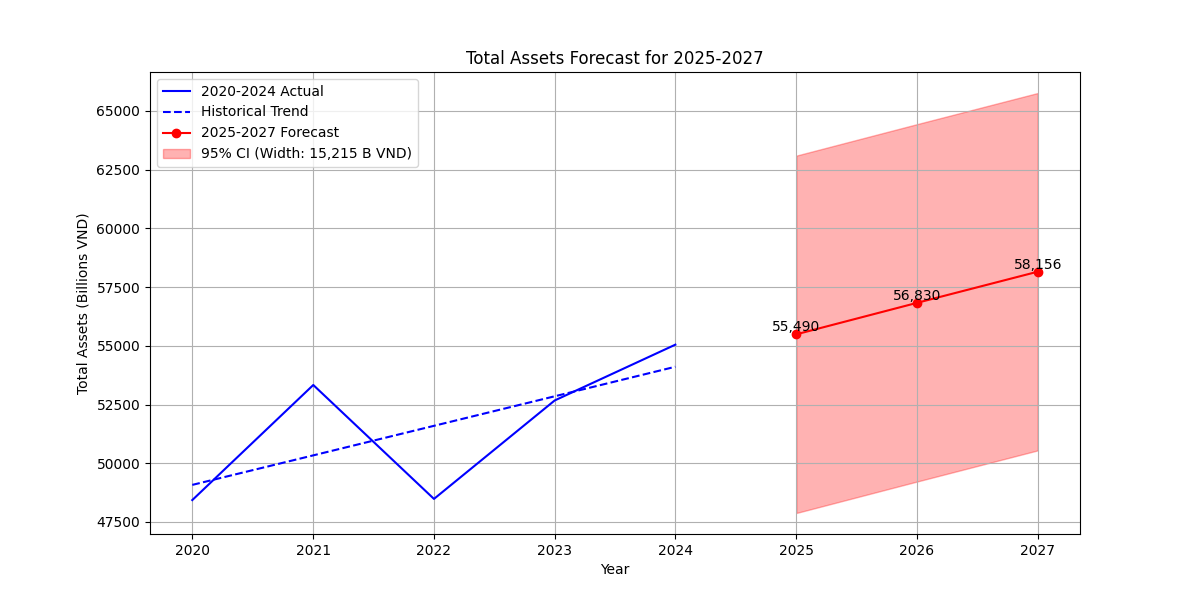 Total Assets Forecast for 2025-2027
2020-2024 Actual
Historical Trend
2025-2027 Forecast
95% CI (Width: 15,215 B VND)
Total Assets (Billions VND)
65000
62500
60000
57500
55000
52500
50000
47500
55,490
56,830
58,156
2020 2021 2022 2023 2024 2025 2026 2027
Year